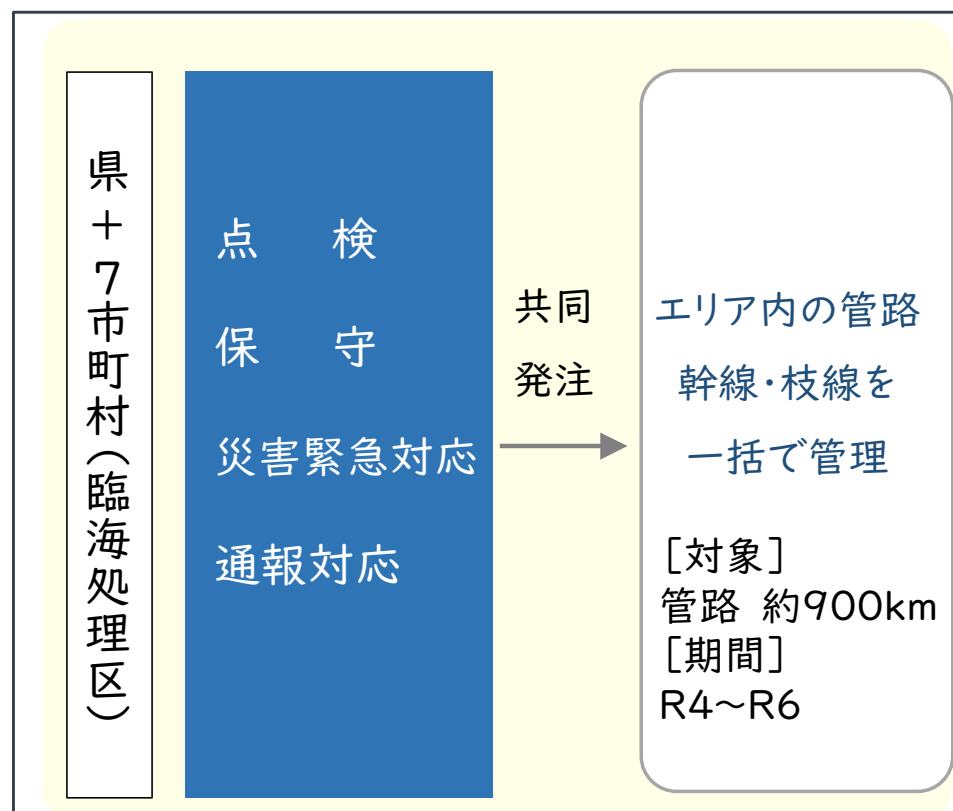 県＋7市町村（臨海処理区）
点　検
保　守
災害緊急対応
通報対応
共同
発注
エリア内の管路
幹線・枝線を
一括で管理
［対象］
管路 約900km
［期間］
R4～R6